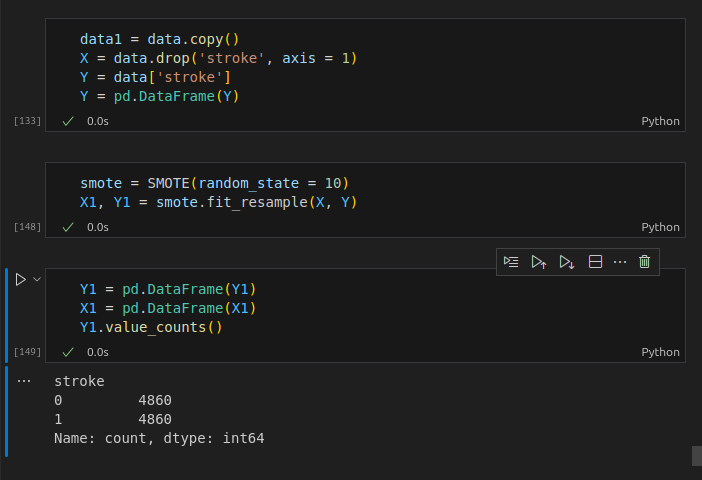 data1 = data.copy()
X = data.drop('stroke', axis = 1)
Y = data['stroke']
Y = pd.DataFrame(Y)
[133] 0.0s Python
smote = SMOTE(random_state = 10)
X1, Y1 = smote.fit_resample(X, Y)
[148] 0.0s Python
Y1 = pd.DataFrame(Y1)
X1 = pd.DataFrame(X1)
Y1.value_counts()
[149] 0.0s Python
stroke
0 4860
1 4860
Name: count, dtype: int64